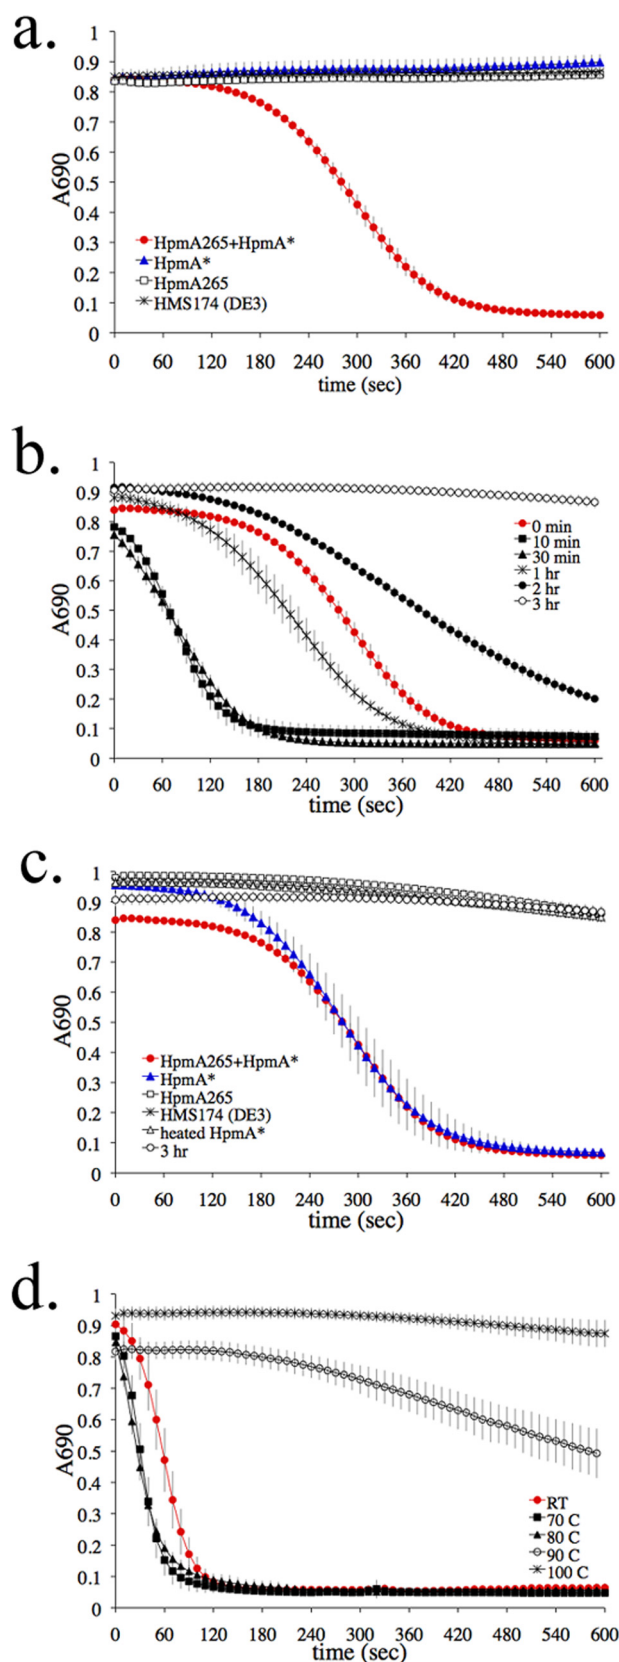 a.
1
0.9
0.8
0.7
0.6
0.5
0.4
0.3
0.2
0.1
0
A690
HpmA265+HpmA*
HpmA*
HpmA265
HMS174 (DE3)
0 60 120 180 240 300 360 420 480 540 600
time (sec)
b.
1
0.9
0.8
0.7
0.6
0.5
0.4
0.3
0.2
0.1
0
A690
0 min
10 min
30 min
1 hr
2 hr
3 hr
0 60 120 180 240 300 360 420 480 540 600
time (sec)
c.
1
0.9
0.8
0.7
0.6
0.5
0.4
0.3
0.2
0.1
0
A690
HpmA265+HpmA*
HpmA*
HpmA265
HMS174 (DE3)
heated HpmA*
3 hr
0 60 120 180 240 300 360 420 480 540 600
time (sec)
d.
1
0.9
0.8
0.7
0.6
0.5
0.4
0.3
0.2
0.1
0
A690
RT
70 C
80 C
90 C
100 C
0 60 120 180 240 300 360 420 480 540 600
time (sec)